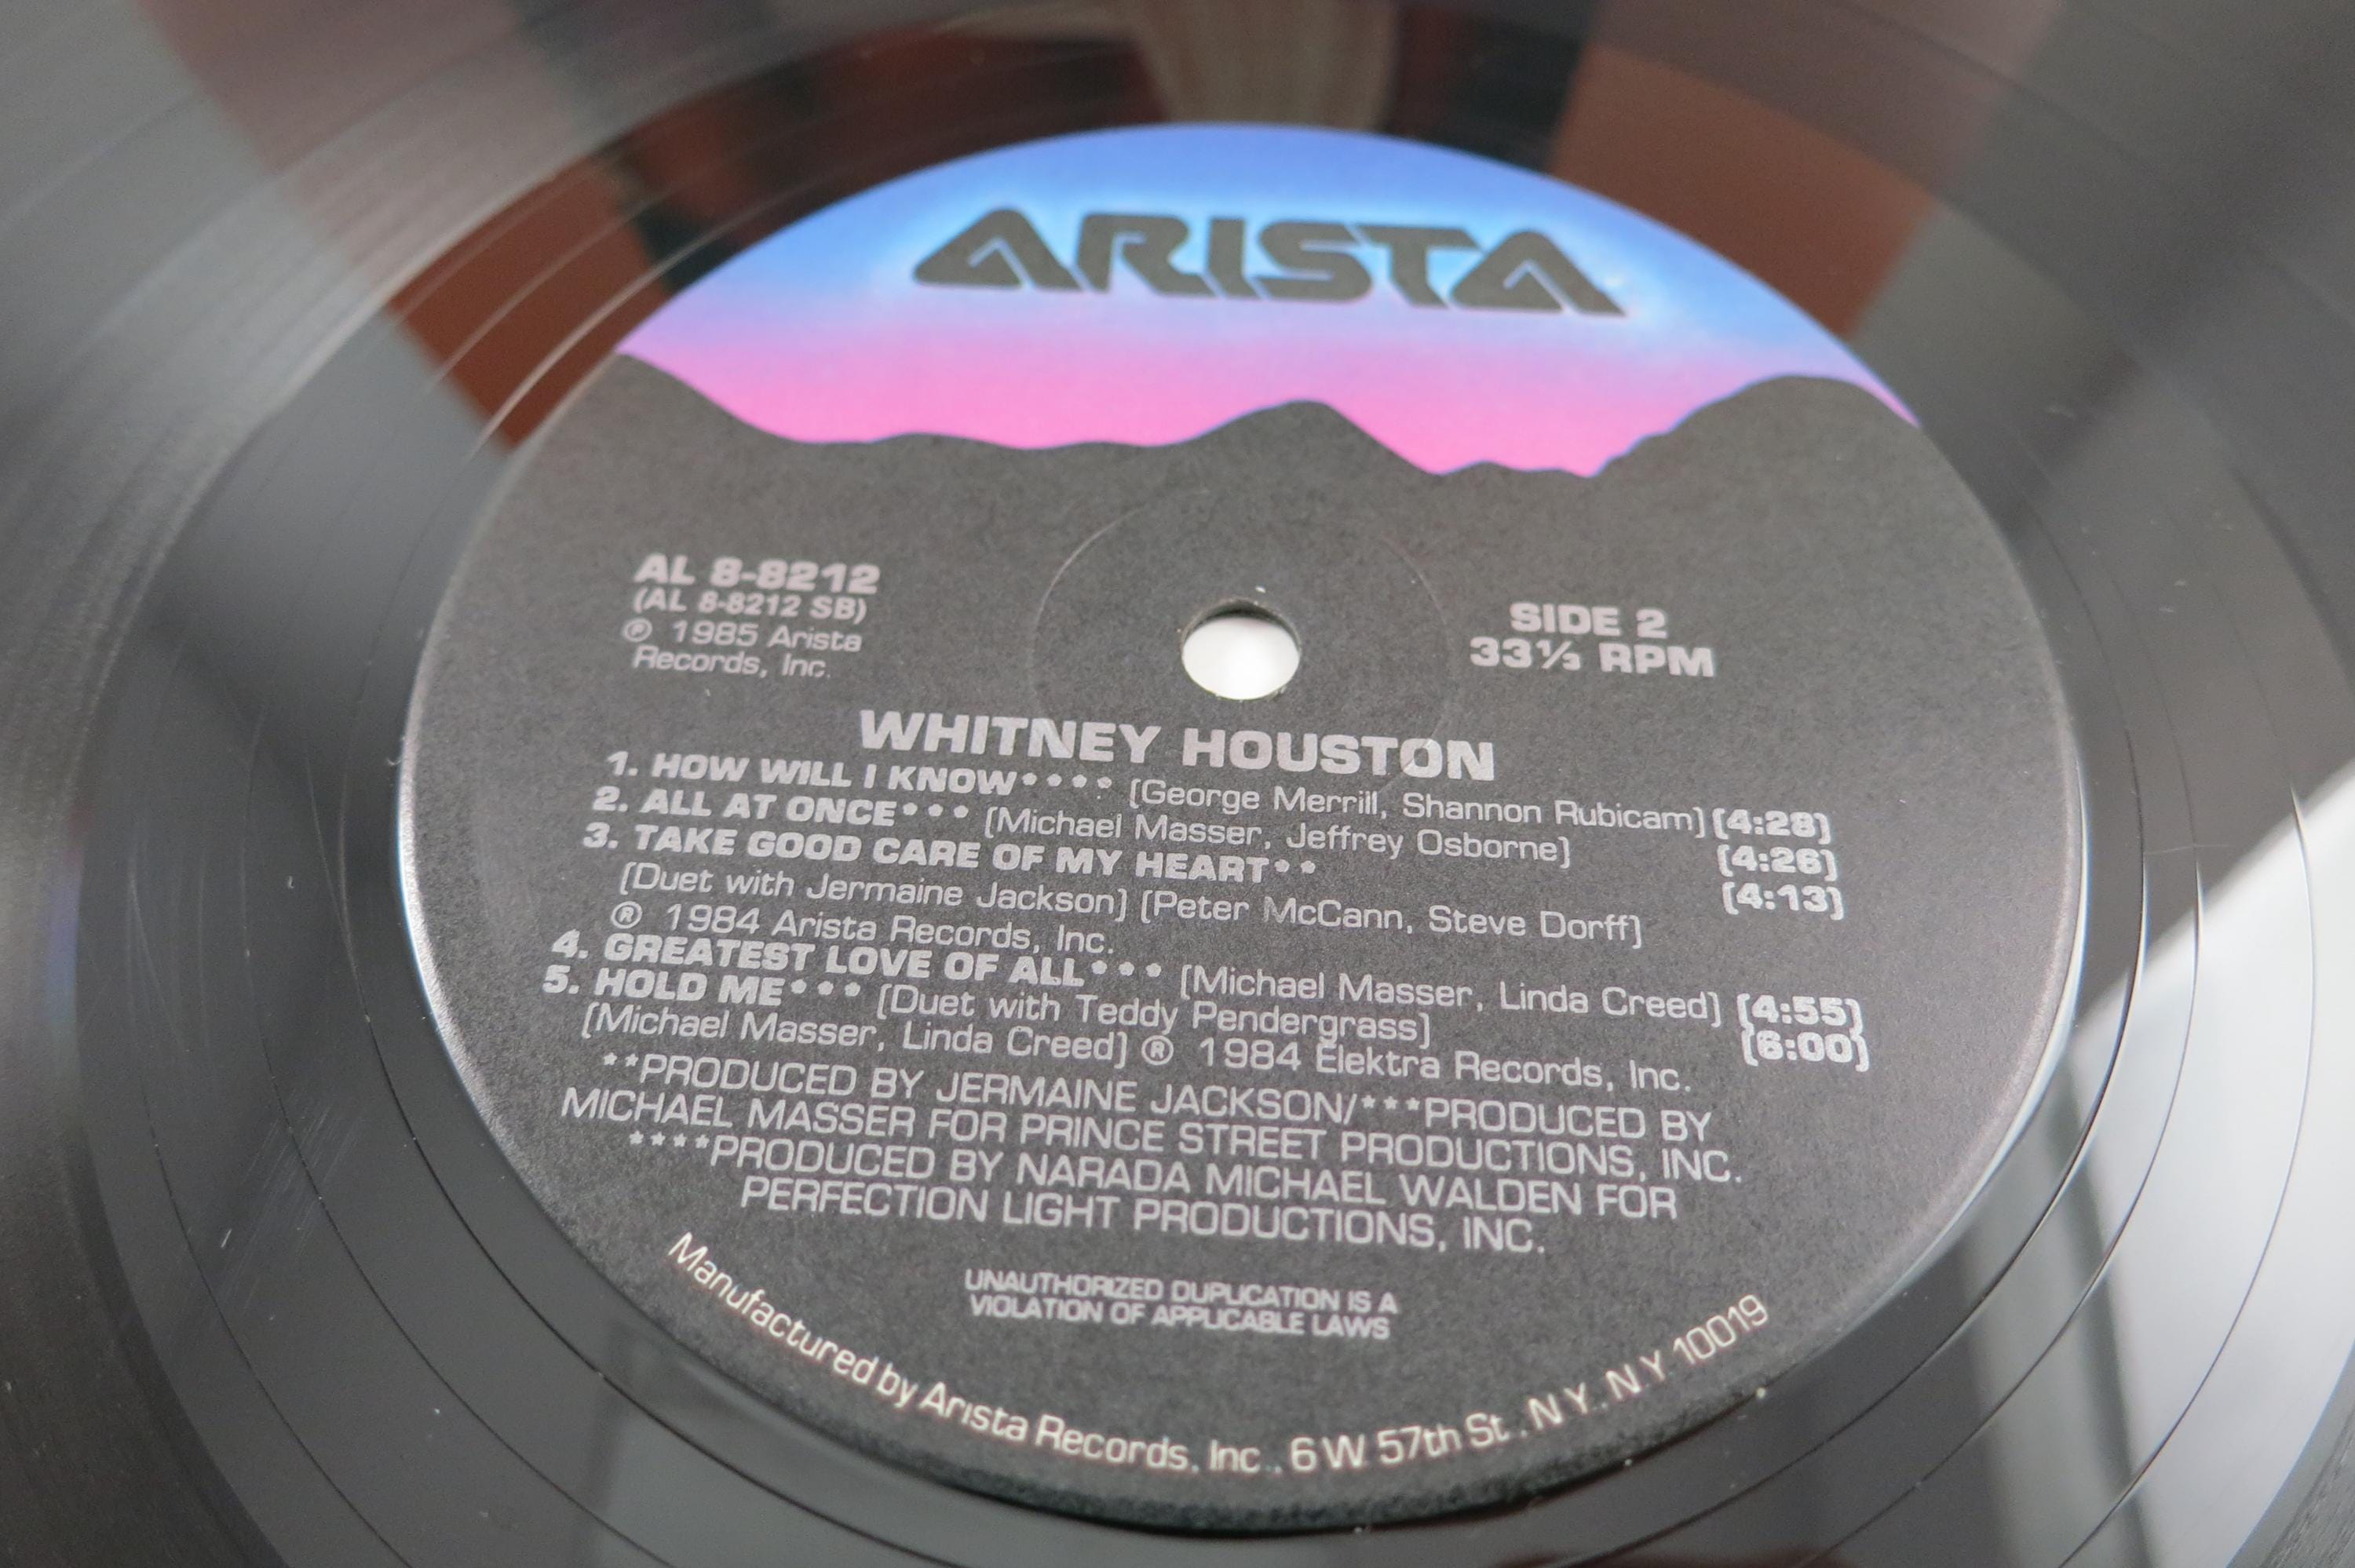 ARISTA
AL 8-8212
(AL 8-8212 SB)
℗ 1985 Arista
Records, Inc.
SIDE 2
33⅓ RPM
WHITNEY HOUSTON
1. HOW WILL I KNOW**** [George Merrill, Shannon Rubicam] [4:28]
2. ALL AT ONCE*** [Michael Masser, Jeffrey Osborne] [4:26]
3. TAKE GOOD CARE OF MY HEART** [4:13]
[Duet with Jermaine Jackson] [Peter McCann, Steve Dorff]
® 1984 Arista Records, Inc.
4. GREATEST LOVE OF ALL*** [Michael Masser, Linda Creed] [4:55]
5. HOLD ME*** [Duet with Teddy Pendergrass] [6:00]
[Michael Masser, Linda Creed] ® 1984 Elektra Records, Inc.
**PRODUCED BY JERMAINE JACKSON/***PRODUCED BY
MICHAEL MASSER FOR PRINCE STREET PRODUCTIONS, INC.
****PRODUCED BY NARADA MICHAEL WALDEN FOR
PERFECTION LIGHT PRODUCTIONS, INC.
UNAUTHORIZED DUPLICATION IS A
VIOLATION OF APPLICABLE LAWS
Manufactured by Arista Records, Inc., 6 W. 57th St., N.Y., N.Y. 10019